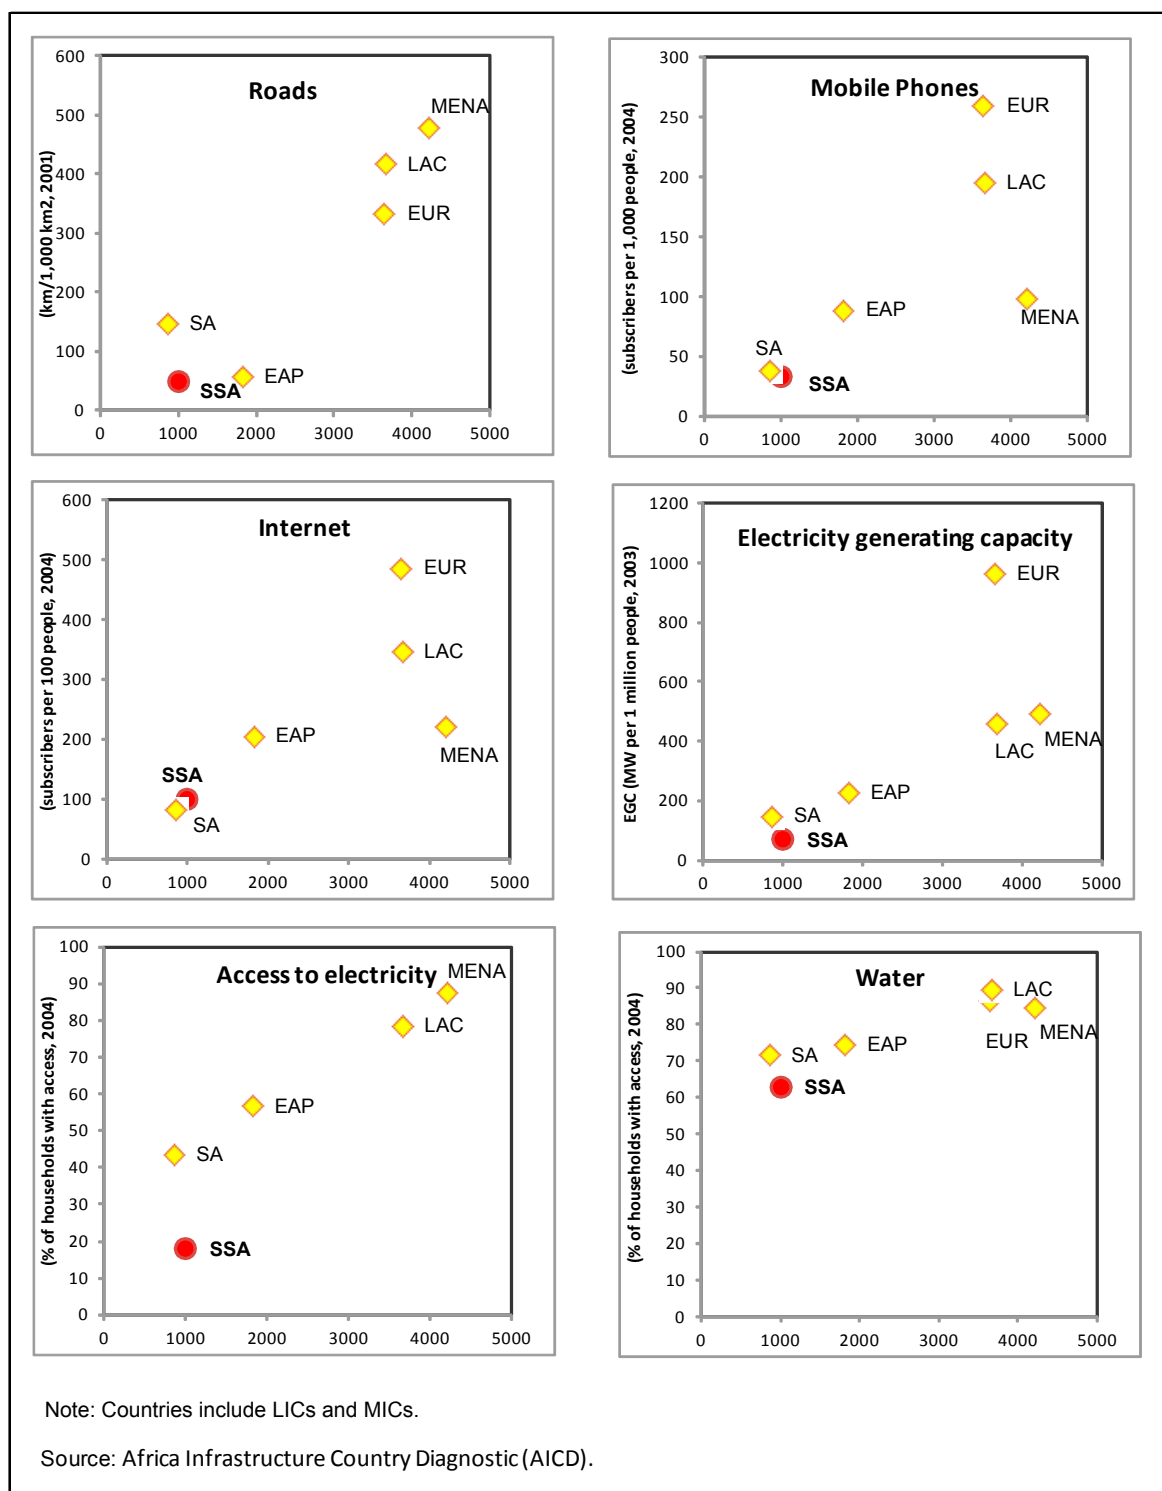 Roads
(km/1,000 km2, 2001)
600
500
400
300
200
100
0
MENA
LAC
EUR
SA
EAP
SSA
0 1000 2000 3000 4000 5000
Mobile Phones
(subscribers per 1,000 people, 2004)
300
250
200
150
100
50
0
EUR
LAC
EAP
MENA
SA
SSA
0 1000 2000 3000 4000 5000
Internet
(subscribers per 100 people, 2004)
600
500
400
300
200
100
0
EUR
LAC
EAP
MENA
SSA
SA
0 1000 2000 3000 4000 5000
Electricity generating capacity
EGC (MW per 1 million people, 2003)
1200
1000
800
600
400
200
0
EUR
LAC
MENA
EAP
SA
SSA
0 1000 2000 3000 4000 5000
Access to electricity
(% of households with access, 2004)
100
90
80
70
60
50
40
30
20
10
0
MENA
LAC
EAP
SA
SSA
0 1000 2000 3000 4000 5000
Water
(% of households with access, 2004)
100
90
80
70
60
50
40
30
20
10
0
LAC
EUR
MENA
EAP
SA
SSA
0 1000 2000 3000 4000 5000
Note: Countries include LICs and MICs.
Source: Africa Infrastructure Country Diagnostic (AICD).